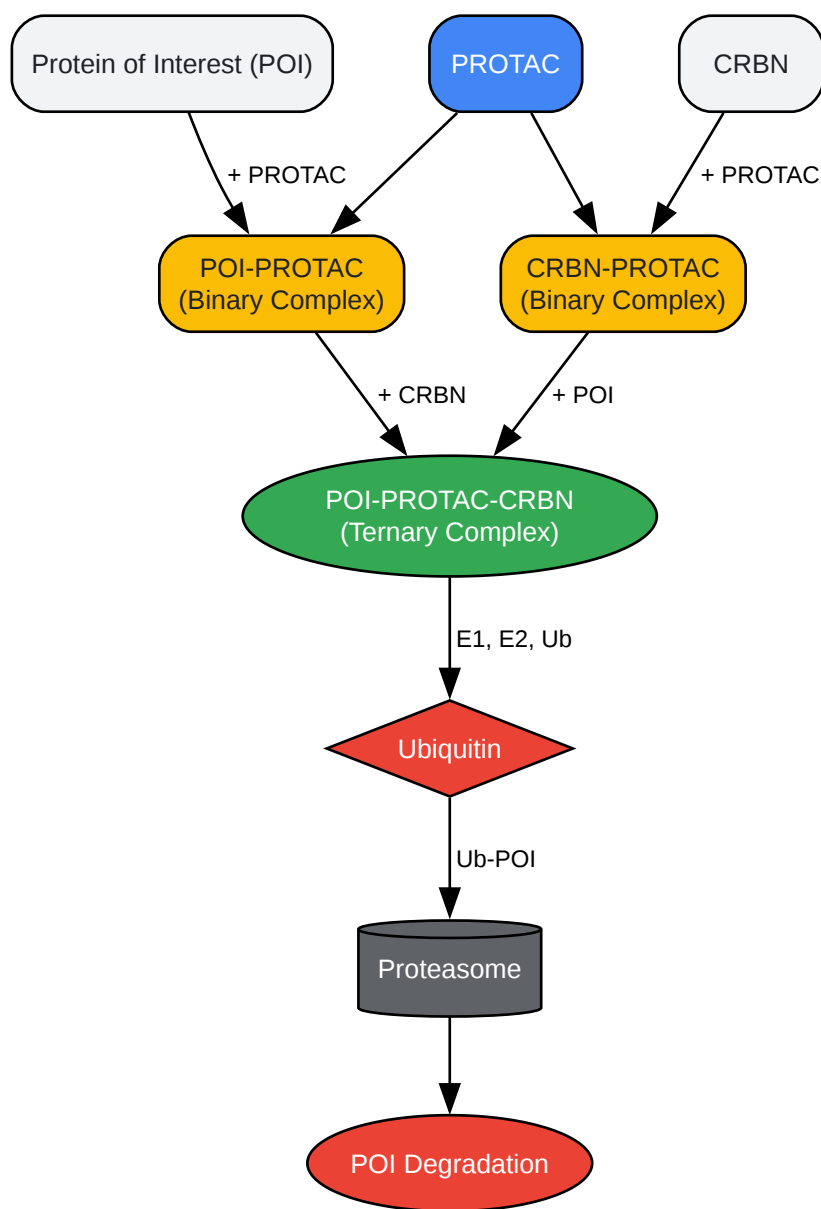 Protein of Interest (POI)
PROTAC
CRBN
+ PROTAC
+ PROTAC
POI-PROTAC
(Binary Complex)
CRBN-PROTAC
(Binary Complex)
+ CRBN
+ POI
POI-PROTAC-CRBN
(Ternary Complex)
E1, E2, Ub
Ubiquitin
Ub-POI
Proteasome
POI Degradation